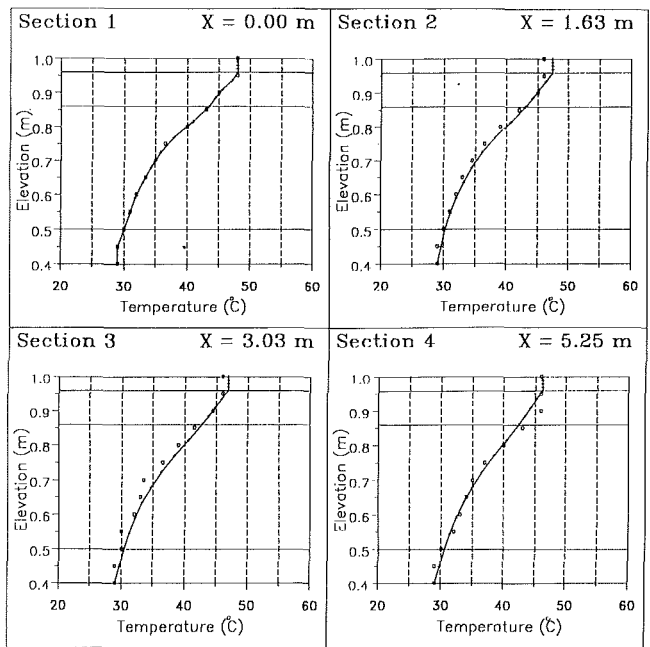 Section 1 X = 0.00 m
1.0
0.9
0.8
0.7
0.6
0.5
0.4
Elevation (m)
20 30 40 50 60
Temperature (°C)
Section 2 X = 1.63 m
1.0
0.9
0.8
0.7
0.6
0.5
0.4
Elevation (m)
20 30 40 50 60
Temperature (°C)
Section 3 X = 3.03 m
1.0
0.9
0.8
0.7
0.6
0.5
0.4
Elevation (m)
20 30 40 50 60
Temperature (°C)
Section 4 X = 5.25 m
1.0
0.9
0.8
0.7
0.6
0.5
0.4
Elevation (m)
20 30 40 50 60
Temperature (°C)